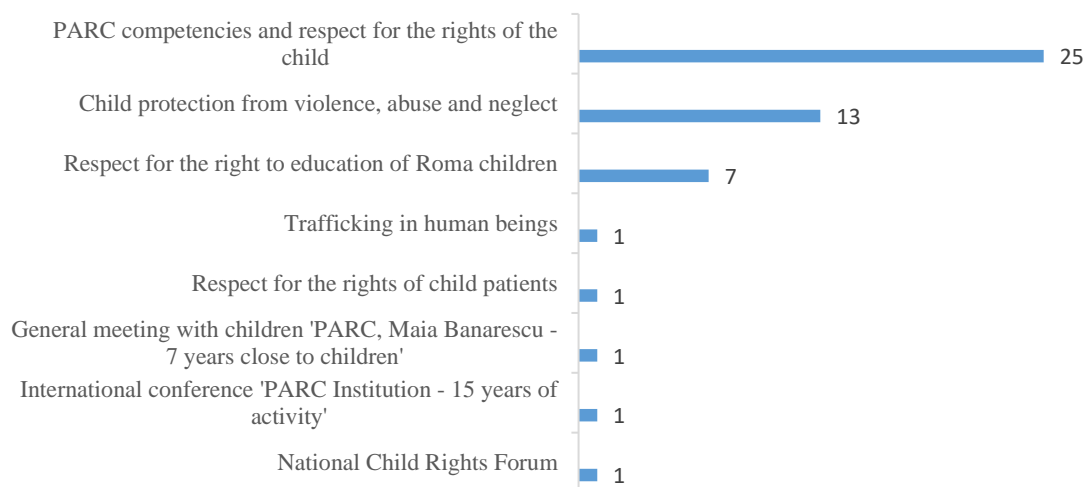 PARC competencies and respect for the rights of the
child
25
Child protection from violence, abuse and neglect
13
Respect for the right to education of Roma children
7
Trafficking in human beings
1
Respect for the rights of child patients
1
General meeting with children 'PARC, Maia Banarescu -
7 years close to children'
1
International conference 'PARC Institution - 15 years of
activity'
1
National Child Rights Forum
1